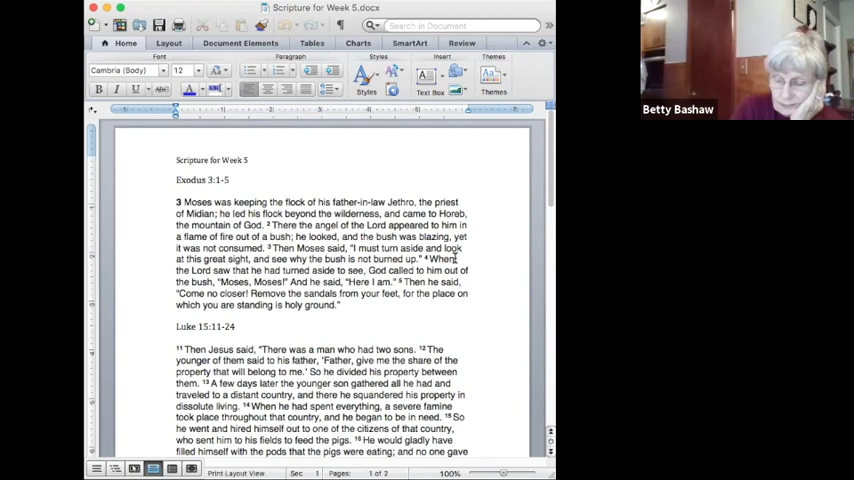 Scripture for Week 5.docx
Search in Document
Home Layout Document Elements Tables Charts SmartArt Review
Font Paragraph Styles Insert Themes
Cambria (Body) 12
B I U ABC A Styles Text Box Themes
Scripture for Week 5
Exodus 3:1-5
3 Moses was keeping the flock of his father-in-law Jethro, the priest
of Midian; he led his flock beyond the wilderness, and came to Horeb,
the mountain of God. 2 There the angel of the Lord appeared to him in
a flame of fire out of a bush; he looked, and the bush was blazing, yet
it was not consumed. 3 Then Moses said, “I must turn aside and look
at this great sight, and see why the bush is not burned up.” 4 When
the Lord saw that he had turned aside to see, God called to him out of
the bush, “Moses, Moses!” And he said, “Here I am.” 5 Then he said,
“Come no closer! Remove the sandals from your feet, for the place on
which you are standing is holy ground.”
Luke 15:11-24
11 Then Jesus said, “There was a man who had two sons. 12 The
younger of them said to his father, ‘Father, give me the share of the
property that will belong to me.’ So he divided his property between
them. 13 A few days later the younger son gathered all he had and
traveled to a distant country, and there he squandered his property in
dissolute living. 14 When he had spent everything, a severe famine
took place throughout that country, and he began to be in need. 15 So
he went and hired himself out to one of the citizens of that country,
who sent him to his fields to feed the pigs. 16 He would gladly have
filled himself with the pods that the pigs were eating; and no one gave
Print Layout View Sec 1 Pages: 1 of 2 100%
Betty Bashaw